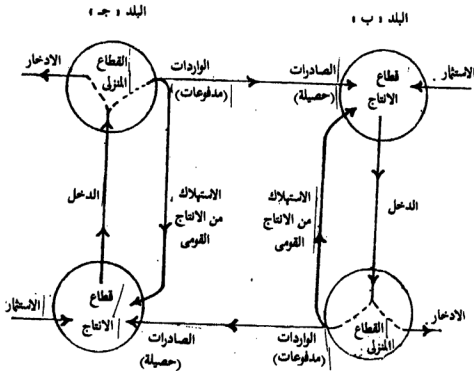 البلد « ب »
البلد « جـ »
الصادرات
(حصيلة)
قطاع
الانتاج
الاستثمار
الواردات
(مدفوعات)
القطاع
المنزلى
الادخار
الدخل
الاستهلاك
من الانتاج
القومى
الاستهلاك
من الانتاج
القومى
الدخل
قطاع
الانتاج
الاستثمار
الصادرات
(حصيلة)
الواردات
(مدفوعات)
القطاع
المنزلى
الادخار